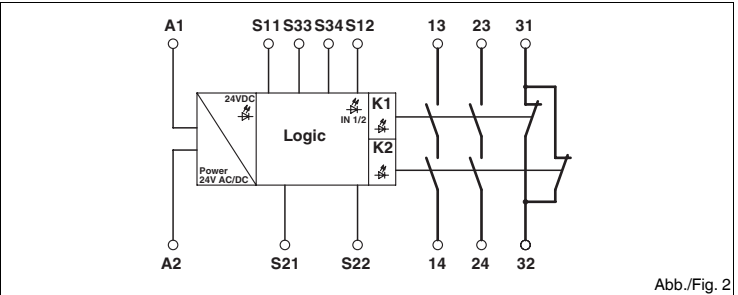 A1 S11 S33 S34 S12 13 23 31
24VDC
K1
IN 1/2
Logic
K2
Power
24V AC/DC
A2 S21 S22 14 24 32
Abb./Fig. 2